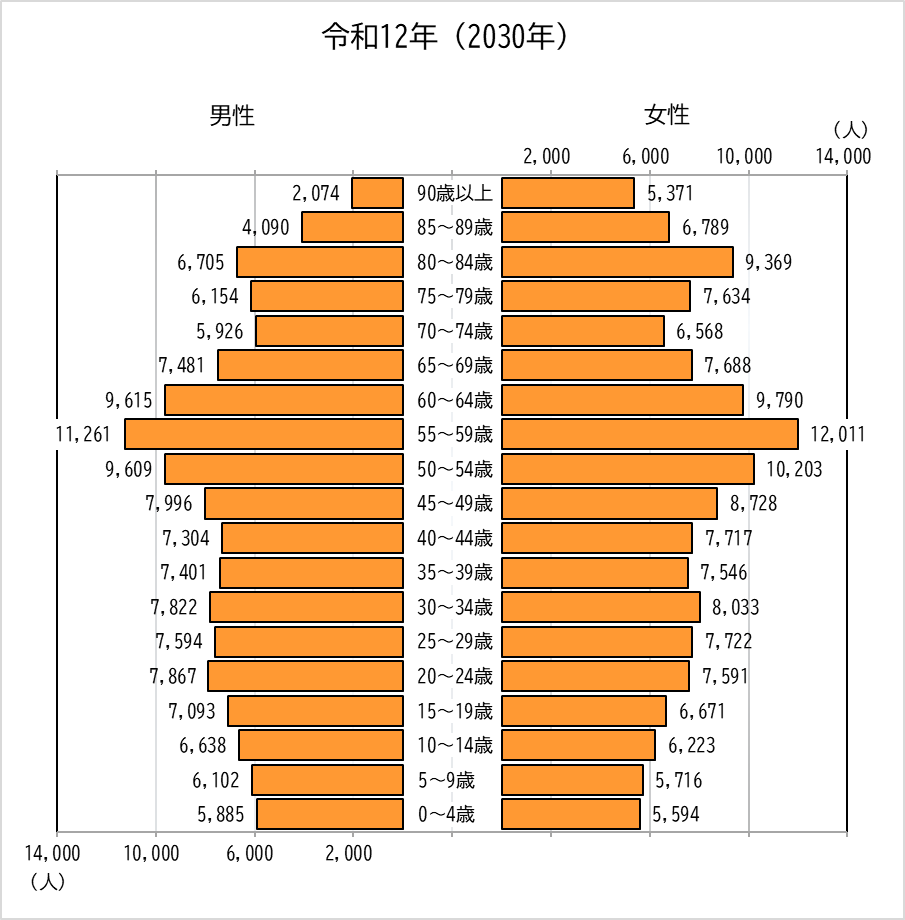 令和12年（2030年）
男性 女性
（人）
2,000 6,000 10,000 14,000
2,074 90歳以上 5,371
4,090 85～89歳 6,789
6,705 80～84歳 9,369
6,154 75～79歳 7,634
5,926 70～74歳 6,568
7,481 65～69歳 7,688
9,615 60～64歳 9,790
11,261 55～59歳 12,011
9,609 50～54歳 10,203
7,996 45～49歳 8,728
7,304 40～44歳 7,717
7,401 35～39歳 7,546
7,822 30～34歳 8,033
7,594 25～29歳 7,722
7,867 20～24歳 7,591
7,093 15～19歳 6,671
6,638 10～14歳 6,223
6,102 5～9歳 5,716
5,885 0～4歳 5,594
14,000 10,000 6,000 2,000
（人）